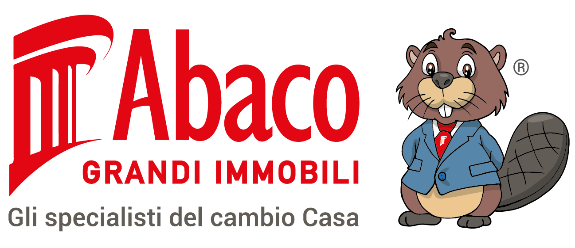 Abaco
GRANDI IMMOBILI
Gli specialisti del cambio Casa
®